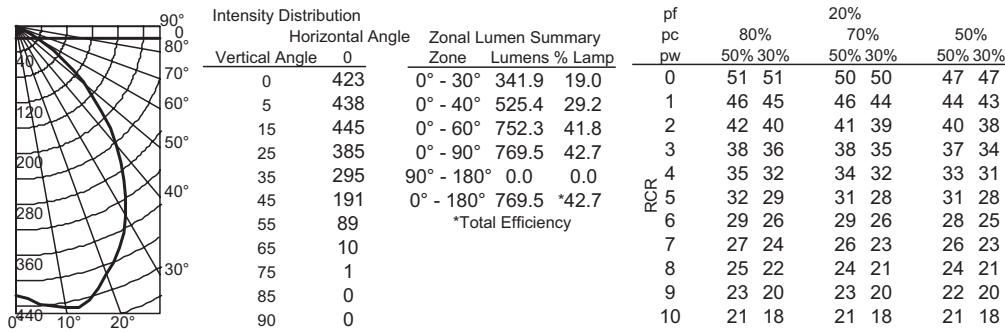 90°
0
80°
40
70°
60°
120
50°
200
40°
280
360
30°
440
0° 10° 20°
Intensity Distribution
Horizontal Angle
Vertical Angle 0
0 423
5 438
15 445
25 385
35 295
45 191
55 89
65 10
75 1
85 0
90 0
Zonal Lumen Summary
Zone Lumens % Lamp
0° - 30° 341.9 19.0
0° - 40° 525.4 29.2
0° - 60° 752.3 41.8
0° - 90° 769.5 42.7
90° - 180° 0.0 0.0
0° - 180° 769.5 *42.7
*Total Efficiency
pf 20%
pc 80% 70% 50%
pw 50% 30% 50% 30% 50% 30%
RCR
0 51 51 50 50 47 47
1 46 45 46 44 44 43
2 42 40 41 39 40 38
3 38 36 38 35 37 34
4 35 32 34 32 33 31
5 32 29 31 28 31 28
6 29 26 29 26 28 25
7 27 24 26 23 26 23
8 25 22 24 21 24 21
9 23 20 23 20 22 20
10 21 18 21 18 21 18